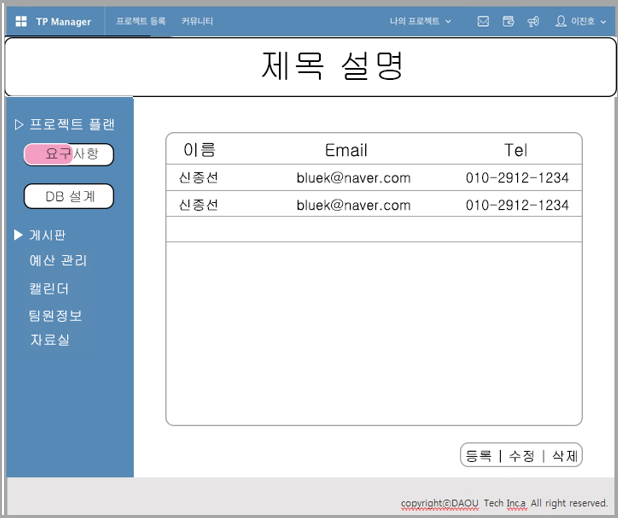 TP Manager 프로젝트 등록 커뮤니티 나의 프로젝트 이진호
제목 설명
▷ 프로젝트 플랜
요구사항
DB 설계
▶ 게시판
예산 관리
캘린더
팀원정보
자료실
이름 Email Tel
신종선 bluek@naver.com 010-2912-1234
신종선 bluek@naver.com 010-2912-1234
등록 | 수정 | 삭제
copyrightⓒDAOU Tech Inc.a All right reserved.